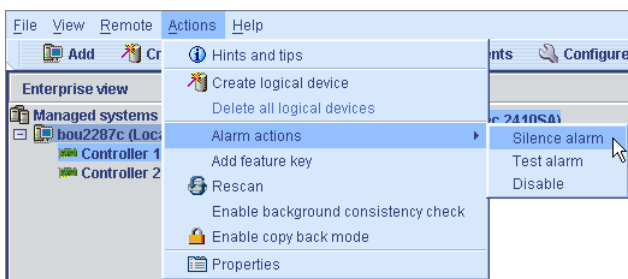 File View Remote Actions Help
Add Cr Hints and tips nts Configure
Enterprise view
Create logical device
Managed systems Delete all logical devices c 2410SA)
bou2287c (Loca Alarm actions Silence alarm
Controller 1 Add feature key Test alarm
Controller 2 Rescan Disable
Enable background consistency check
Enable copy back mode
Properties